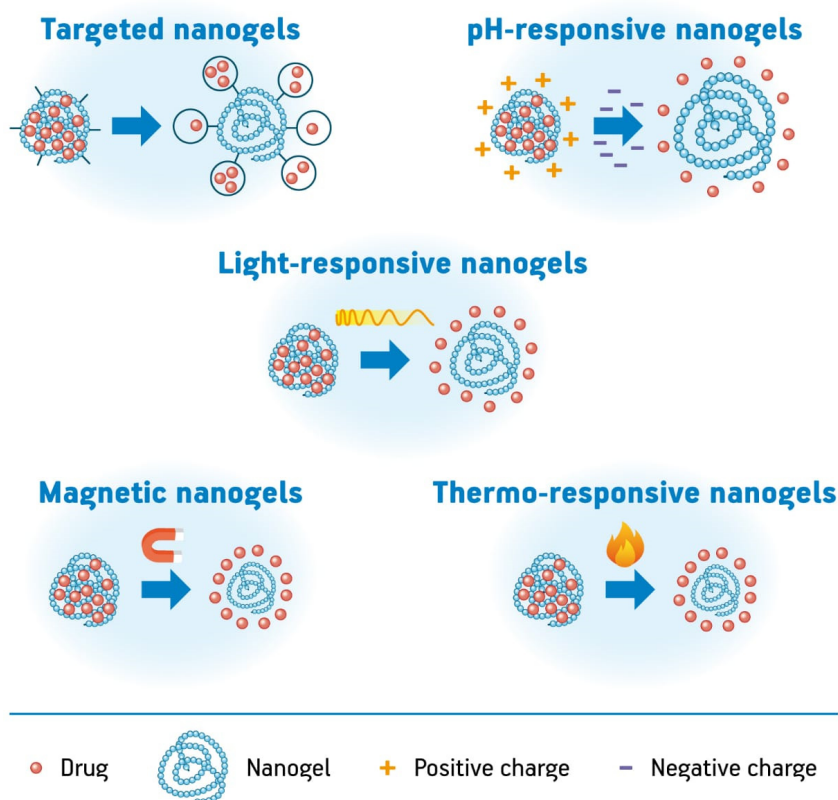 Targeted nanogels
pH-responsive nanogels
Light-responsive nanogels
Magnetic nanogels
Thermo-responsive nanogels
Drug
Nanogel
+ Positive charge
- Negative charge